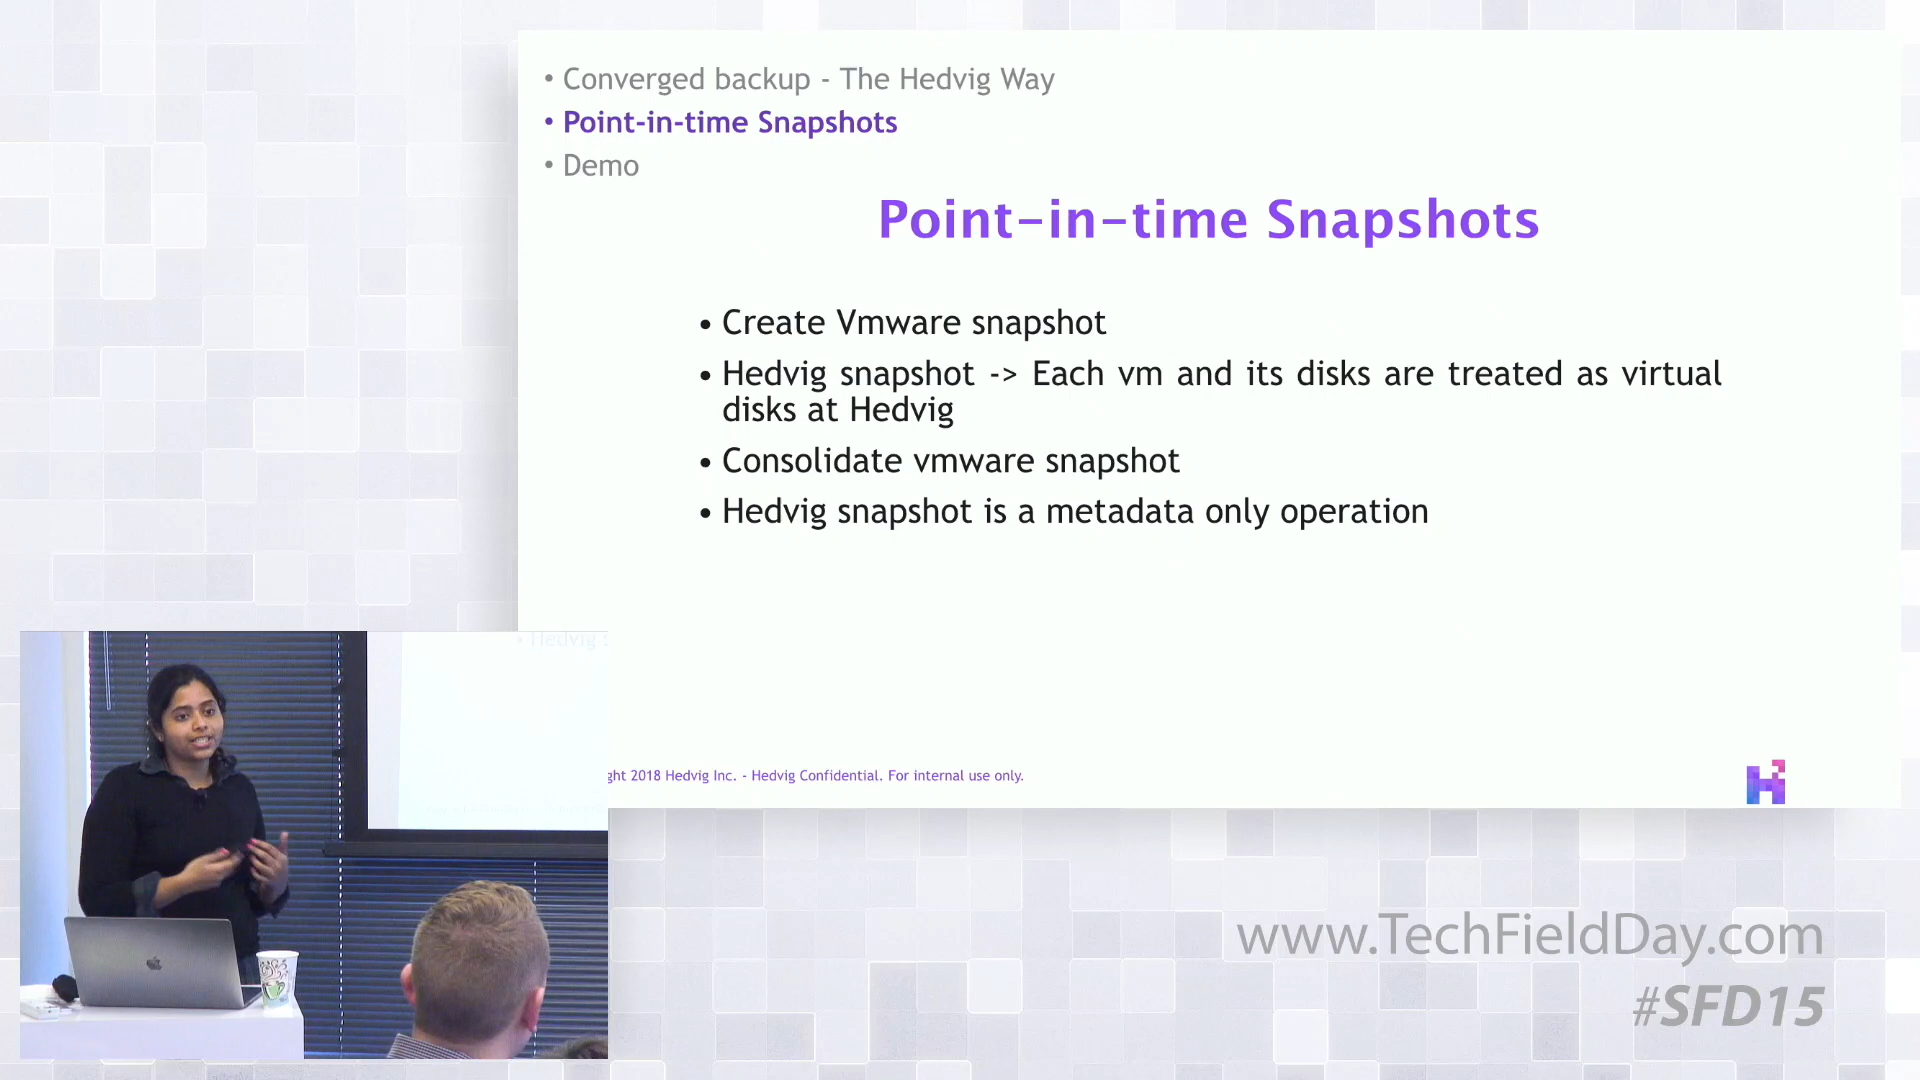 • Converged backup - The Hedvig Way
• Point-in-time Snapshots
• Demo
Point-in-time Snapshots
• Create Vmware snapshot
• Hedvig snapshot -> Each vm and its disks are treated as virtual
disks at Hedvig
• Consolidate vmware snapshot
• Hedvig snapshot is a metadata only operation
• Hedvig
2018 Hedvig Inc. - Hedvig Confidential. For internal use only.
www.TechFieldDay.com
#SFD15